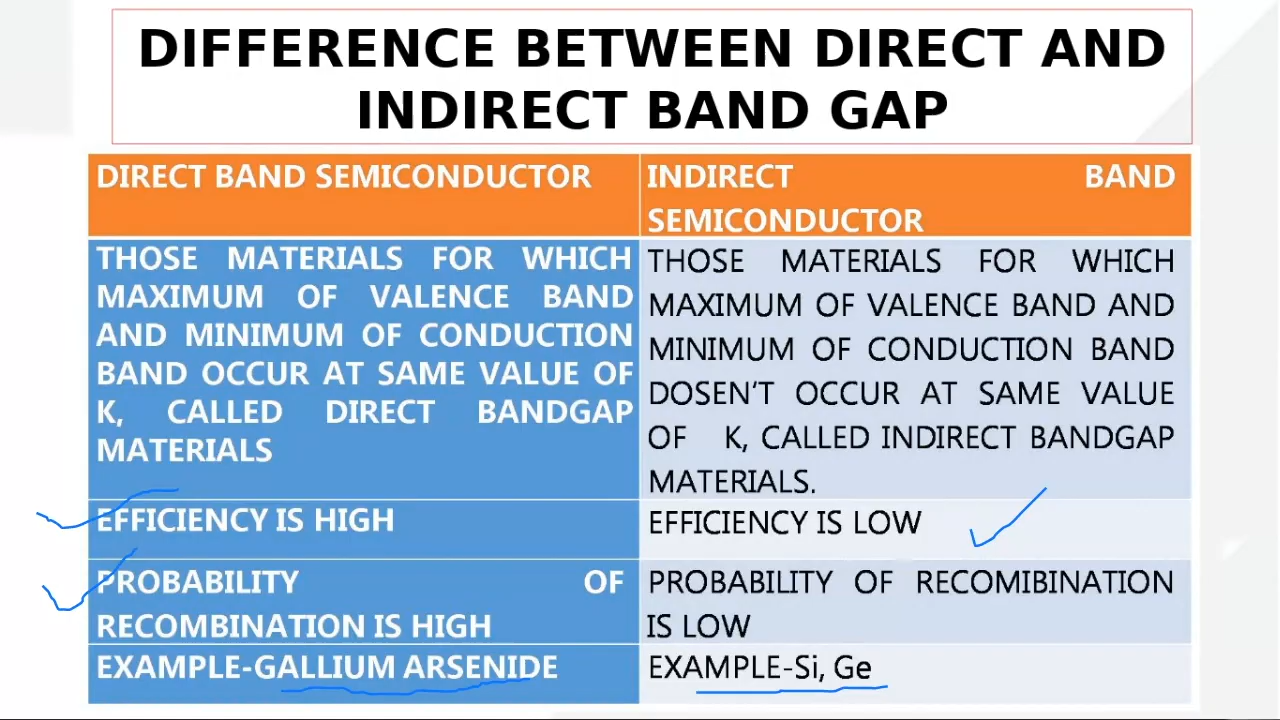 DIFFERENCE BETWEEN DIRECT AND
INDIRECT BAND GAP
DIRECT BAND SEMICONDUCTOR
INDIRECT BAND
SEMICONDUCTOR
THOSE MATERIALS FOR WHICH
MAXIMUM OF VALENCE BAND
AND MINIMUM OF CONDUCTION
BAND OCCUR AT SAME VALUE OF
K, CALLED DIRECT BANDGAP
MATERIALS
THOSE MATERIALS FOR WHICH
MAXIMUM OF VALENCE BAND AND
MINIMUM OF CONDUCTION BAND
DOSEN'T OCCUR AT SAME VALUE
OF K, CALLED INDIRECT BANDGAP
MATERIALS.
EFFICIENCY IS HIGH
EFFICIENCY IS LOW
PROBABILITY OF
RECOMBINATION IS HIGH
PROBABILITY OF RECOMIBINATION
IS LOW
EXAMPLE-GALLIUM ARSENIDE
EXAMPLE-Si, Ge